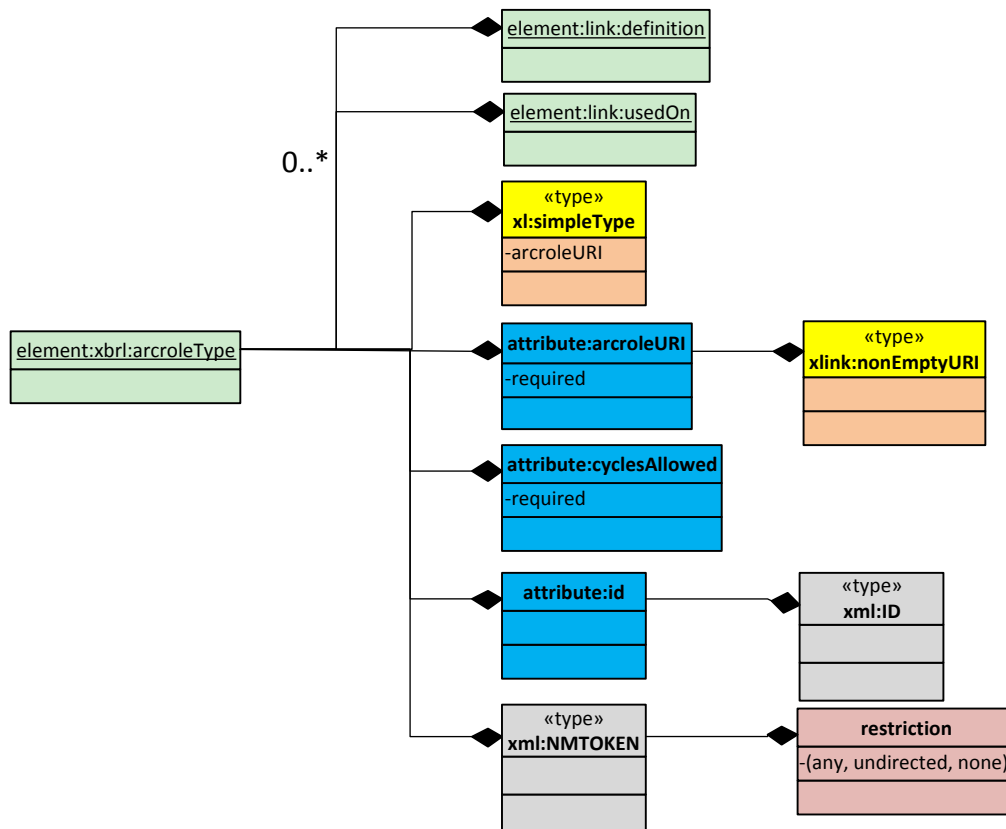 element:link:definition
element:link:usedOn
0..*
«type»
xl:simpleType
-arcroleURI
element:xbrl:arcroleType
attribute:arcroleURI
-required
«type»
xlink:nonEmptyURI
attribute:cyclesAllowed
-required
attribute:id
«type»
xml:ID
«type»
xml:NMTOKEN
restriction
-(any, undirected, none)